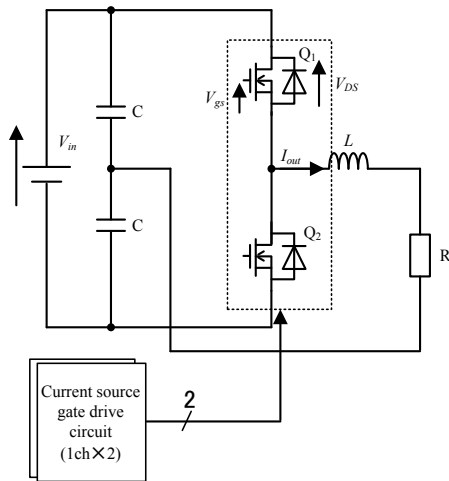 Q1
Vgs
VDS
C
Vin
Iout
L
C
Q2
R
Current source
gate drive
circuit
(1ch×2)
2